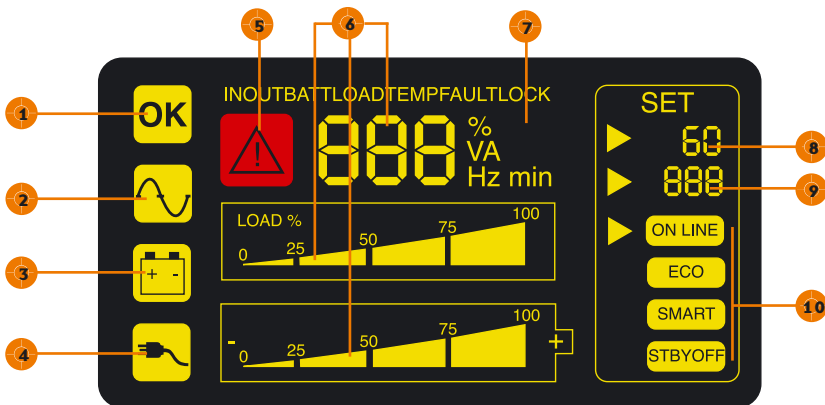 5 6 7
INOUTBATTLOADTEMPFAULTLOCK
1 OK
888 % VA Hz min
SET
60 8
888 9
2
LOAD %
0 25 50 75 100
ON LINE
3
ECO
10
SMART
4
- 0 25 50 75 100 +
STBYOFF